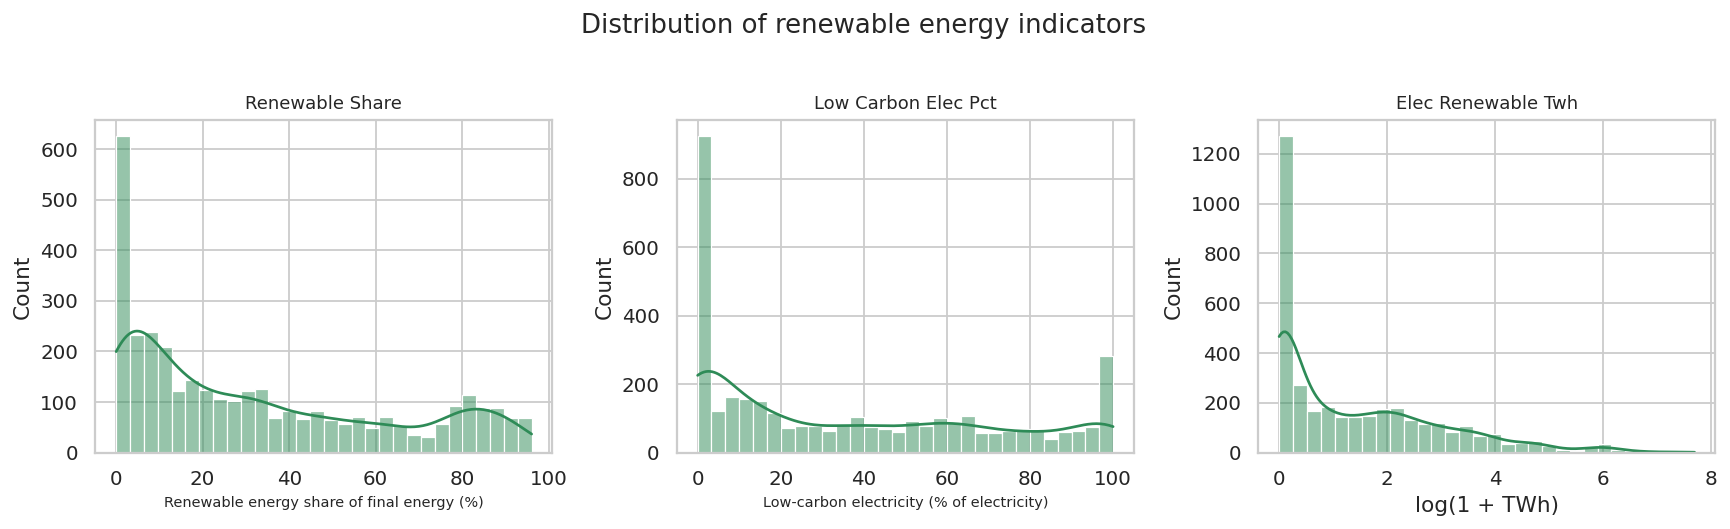 Distribution of renewable energy indicators
Renewable Share
Count
600
500
400
300
200
100
0
0 20 40 60 80 100
Renewable energy share of final energy (%)
Low Carbon Elec Pct
Count
800
600
400
200
0
0 20 40 60 80 100
Low-carbon electricity (% of electricity)
Elec Renewable Twh
Count
1200
1000
800
600
400
200
0
0 2 4 6 8
log(1 + TWh)